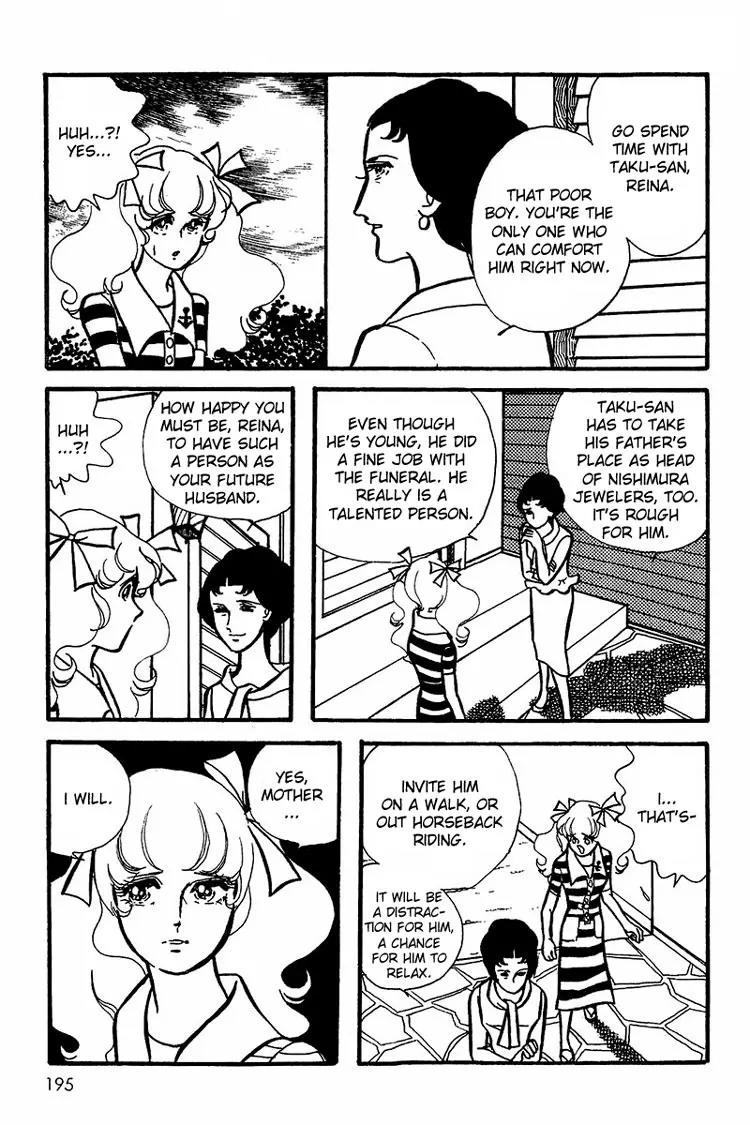 GO SPEND
TIME WITH
TAKU-SAN,
REINA.
THAT POOR
BOY. YOU'RE THE
ONLY ONE WHO
CAN COMFORT
HIM RIGHT NOW.
HUH...?!
YES...
TAKU-SAN
HAS TO TAKE
HIS FATHER'S
PLACE AS HEAD
OF NISHIMURA
JEWELERS, TOO.
IT'S ROUGH
FOR HIM.
EVEN THOUGH
HE'S YOUNG, HE DID
A FINE JOB WITH
THE FUNERAL. HE
REALLY IS A
TALENTED PERSON.
HOW HAPPY YOU
MUST BE, REINA,
TO HAVE SUCH
A PERSON AS
YOUR FUTURE
HUSBAND.
HUH
...?!
I...
THAT'S-
INVITE HIM
ON A WALK, OR
OUT HORSEBACK
RIDING.
IT WILL BE
A DISTRAC-
TION FOR HIM,
A CHANCE
FOR HIM TO
RELAX.
YES,
MOTHER
...
I WILL.
195